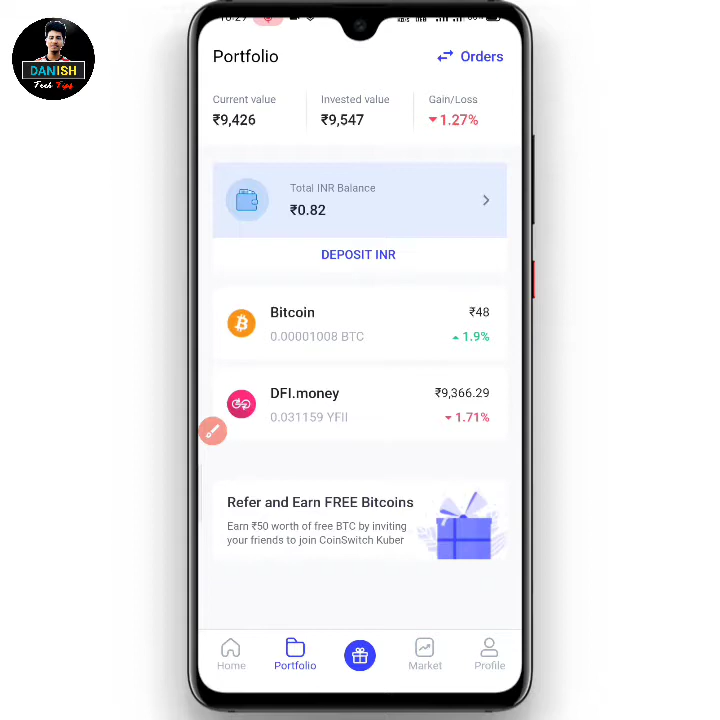 DANISH
Tech Tips
Portfolio
Orders
Current value
Invested value
Gain/Loss
₹9,426
₹9,547
1.27%
Total INR Balance
₹0.82
DEPOSIT INR
Bitcoin
₹48
0.00001008 BTC
1.9%
DFI.money
₹9,366.29
0.031159 YFII
1.71%
Refer and Earn FREE Bitcoins
Earn ₹50 worth of free BTC by inviting
your friends to join CoinSwitch Kuber
Home
Portfolio
Market
Profile